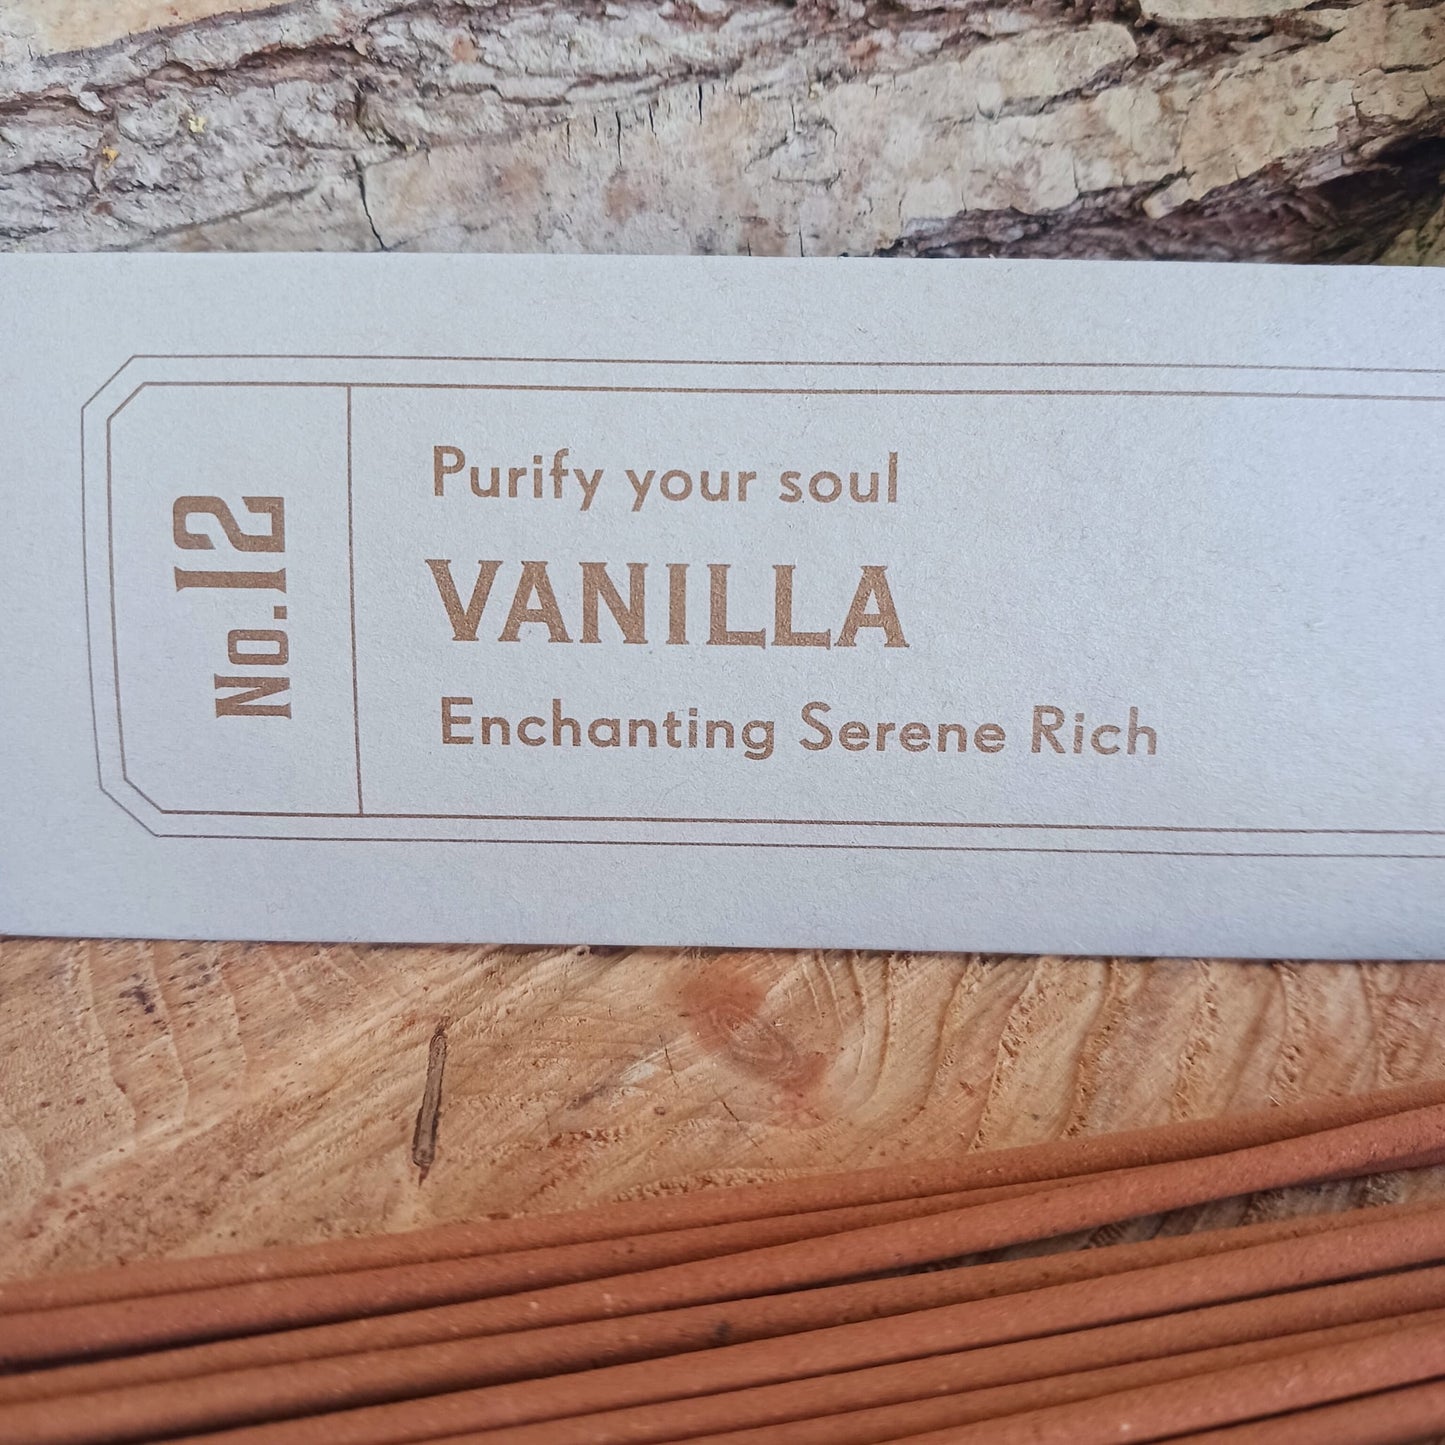 No.12
Purify your soul
VANILLA
Enchanting Serene Rich